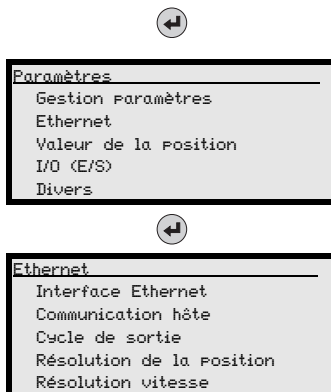 Paramètres
Gestion paramètres
Ethernet
Valeur de la position
I/O (E/S)
Divers
Ethernet
Interface Ethernet
Communication hôte
Cycle de sortie
Résolution de la position
Résolution vitesse